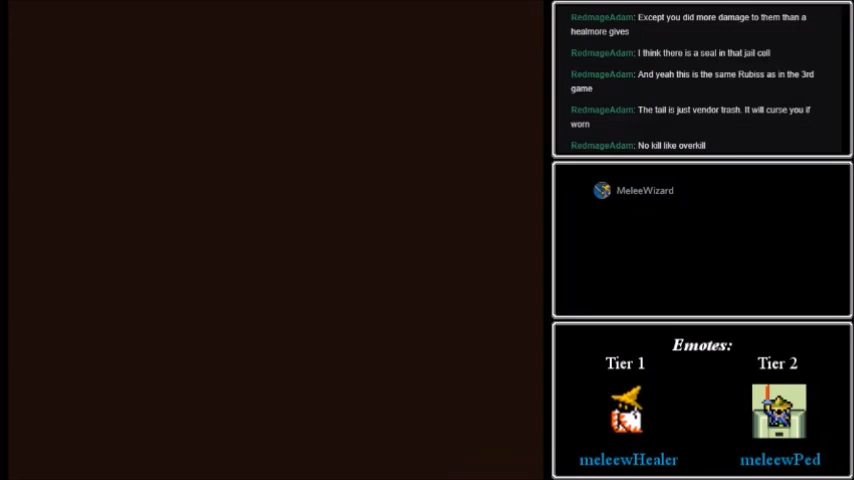 RedmageAdam: Except you did more damage to them than a
healmore gives
RedmageAdam: I think there is a seal in that jail cell
RedmageAdam: And yeah this is the same Rubiss as in the 3rd
game
RedmageAdam: The tail is just vendor trash. It will curse you if
worn
RedmageAdam: No kill like overkill
MeleeWizard
Emotes:
Tier 1
Tier 2
meleewHealer
meleewPed